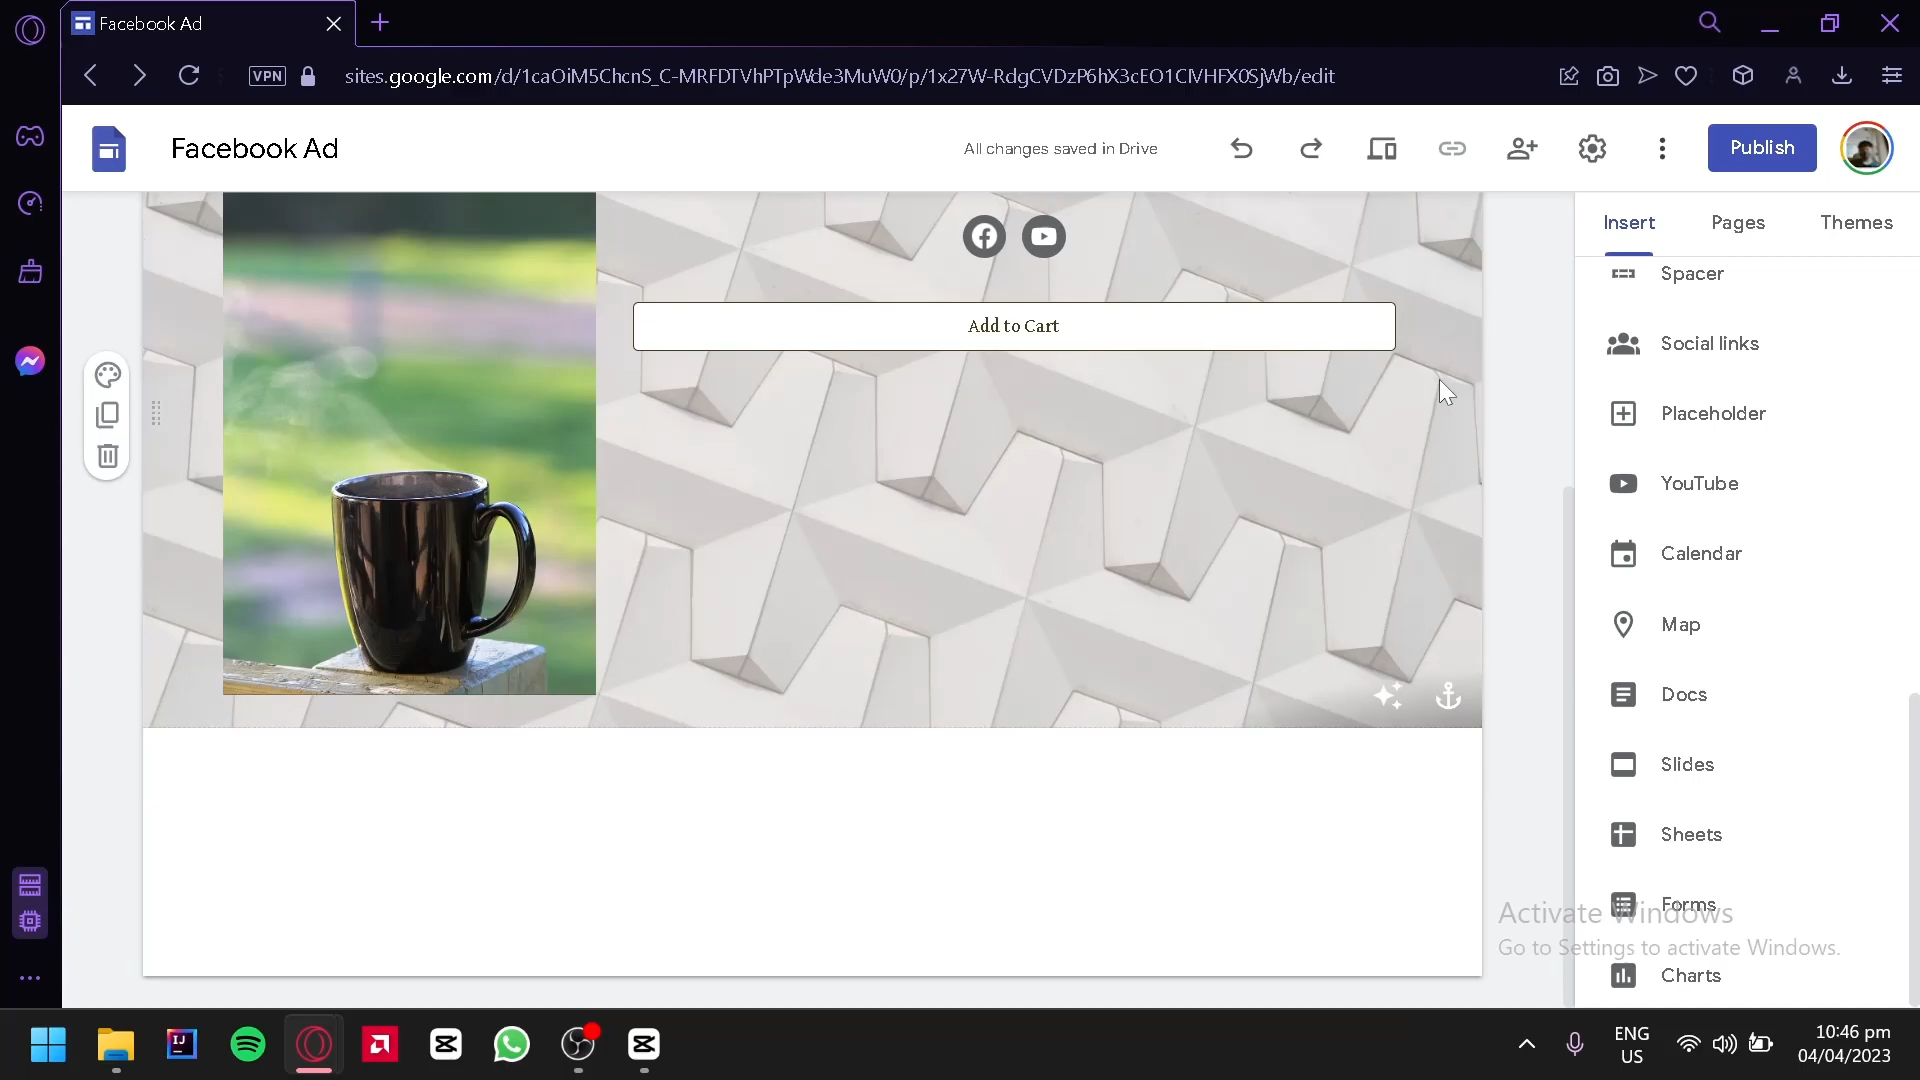 Facebook Ad
VPN
sites.google.com/d/1caOiM5ChcnS_C-MRFDTVhPTpWde3MuW0/p/1x27W-RdgCVDzP6hX3cEO1ClVHFX0SjWb/edit
Facebook Ad
All changes saved in Drive
Publish
Insert
Pages
Themes
Spacer
Add to Cart
Social links
Placeholder
YouTube
Calendar
Map
Docs
Slides
Sheets
Forms
Activate Windows
Go to Settings to activate Windows.
Charts
IJ
ENG
US
10:46 pm
04/04/2023